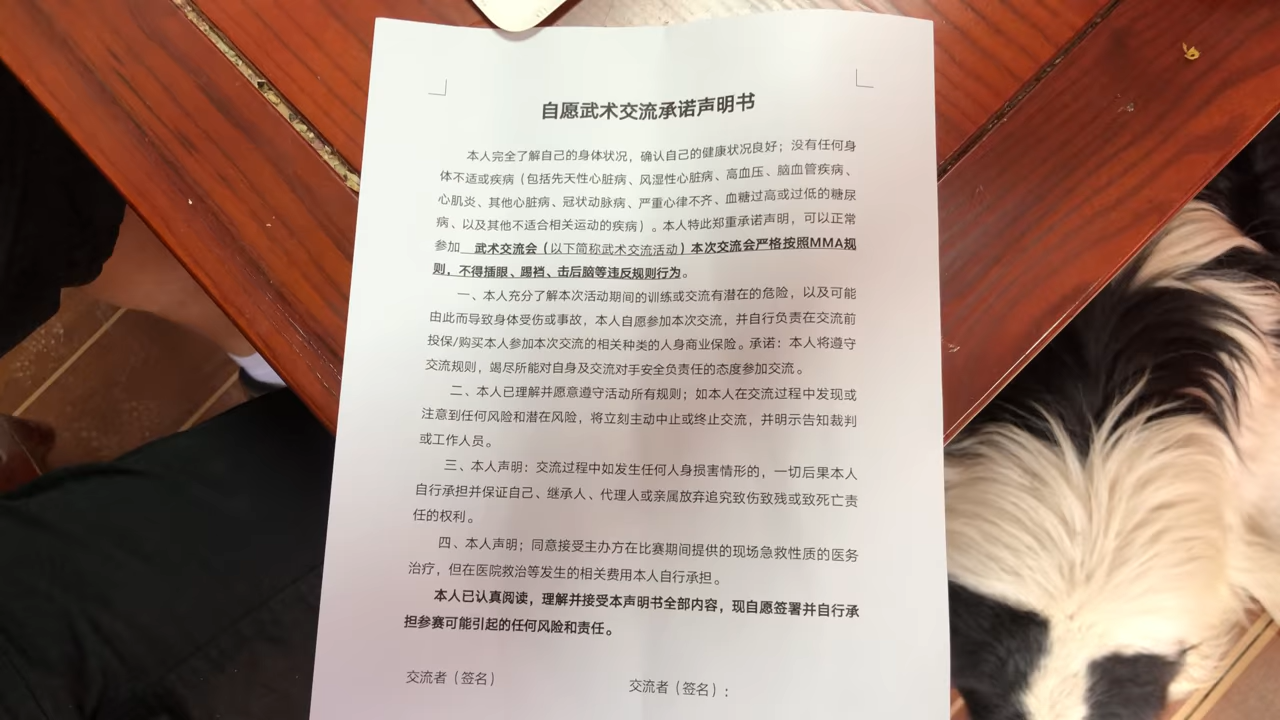 自愿武术交流承诺声明书
本人完全了解自己的身体状况，确认自己的健康状况良好；没有任何身
体不适或疾病（包括先天性心脏病、风湿性心脏病、高血压、脑血管疾病、
心肌炎、其他心脏病、冠状动脉病、严重心律不齐、血糖过高或过低的糖尿
病、以及其他不适合相关运动的疾病）。本人特此郑重承诺声明，可以正常
参加 武术交流会（以下简称武术交流活动）本次交流会严格按照MMA规
则，不得插眼、踢裆、击后脑等违反规则行为。
一、本人充分了解本次活动期间的训练或交流有潜在的危险，以及可能
由此而导致身体受伤或事故，本人自愿参加本次交流，并自行负责在交流前
投保/购买本人参加本次交流的相关种类的人身商业保险。承诺：本人将遵守
交流规则，竭尽所能对自身及交流对手安全负责任的态度参加交流。
二、本人已理解并愿意遵守活动所有规则；如本人在交流过程中发现或
注意到任何风险和潜在风险，将立刻主动中止或终止交流，并明示告知裁判
或工作人员。
三、本人声明：交流过程中如发生任何人身损害情形的，一切后果本人
自行承担并保证自己、继承人、代理人或亲属放弃追究致伤致残或致死亡责
任的权利。
四、本人声明；同意接受主办方在比赛期间提供的现场急救性质的医务
治疗，但在医院救治等发生的相关费用本人自行承担。
本人已认真阅读，理解并接受本声明书全部内容，现自愿签署并自行承
担参赛可能引起的任何风险和责任。
交流者（签名） 交流者（签名）：